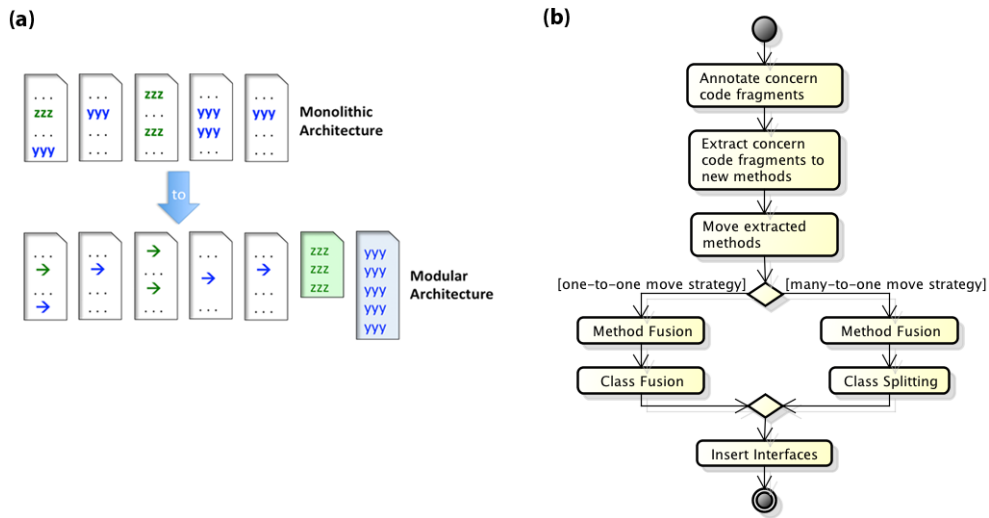 (a)
...
zzz
...
yyy
...
yyy
...
...
zzz
...
zzz
...
...
yyy
yyy
...
...
yyy
...
...
Monolithic
Architecture
to
...
→
...
→
...
→
...
...
→
...
→
...
...
→
...
...
→
...
...
zzz
zzz
zzz
yyy
yyy
yyy
yyy
yyy
Modular
Architecture
(b)
Annotate concern
code fragments
Extract concern
code fragments to
new methods
Move extracted
methods
[one-to-one move strategy]
[many-to-one move strategy]
Method Fusion
Method Fusion
Class Fusion
Class Splitting
Insert Interfaces